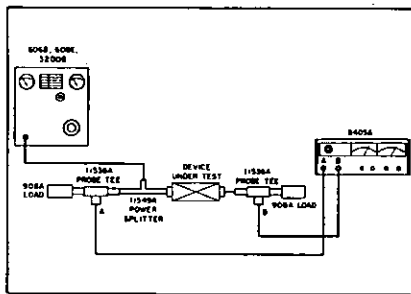 606B, 608E,
3200B
8405A
A B
DEVICE
UNDER TEST
11536A
PROBE TEE
11536A
PROBE TEE
908A
LOAD
11549A
POWER
SPLITTER
908A LOAD
A
B